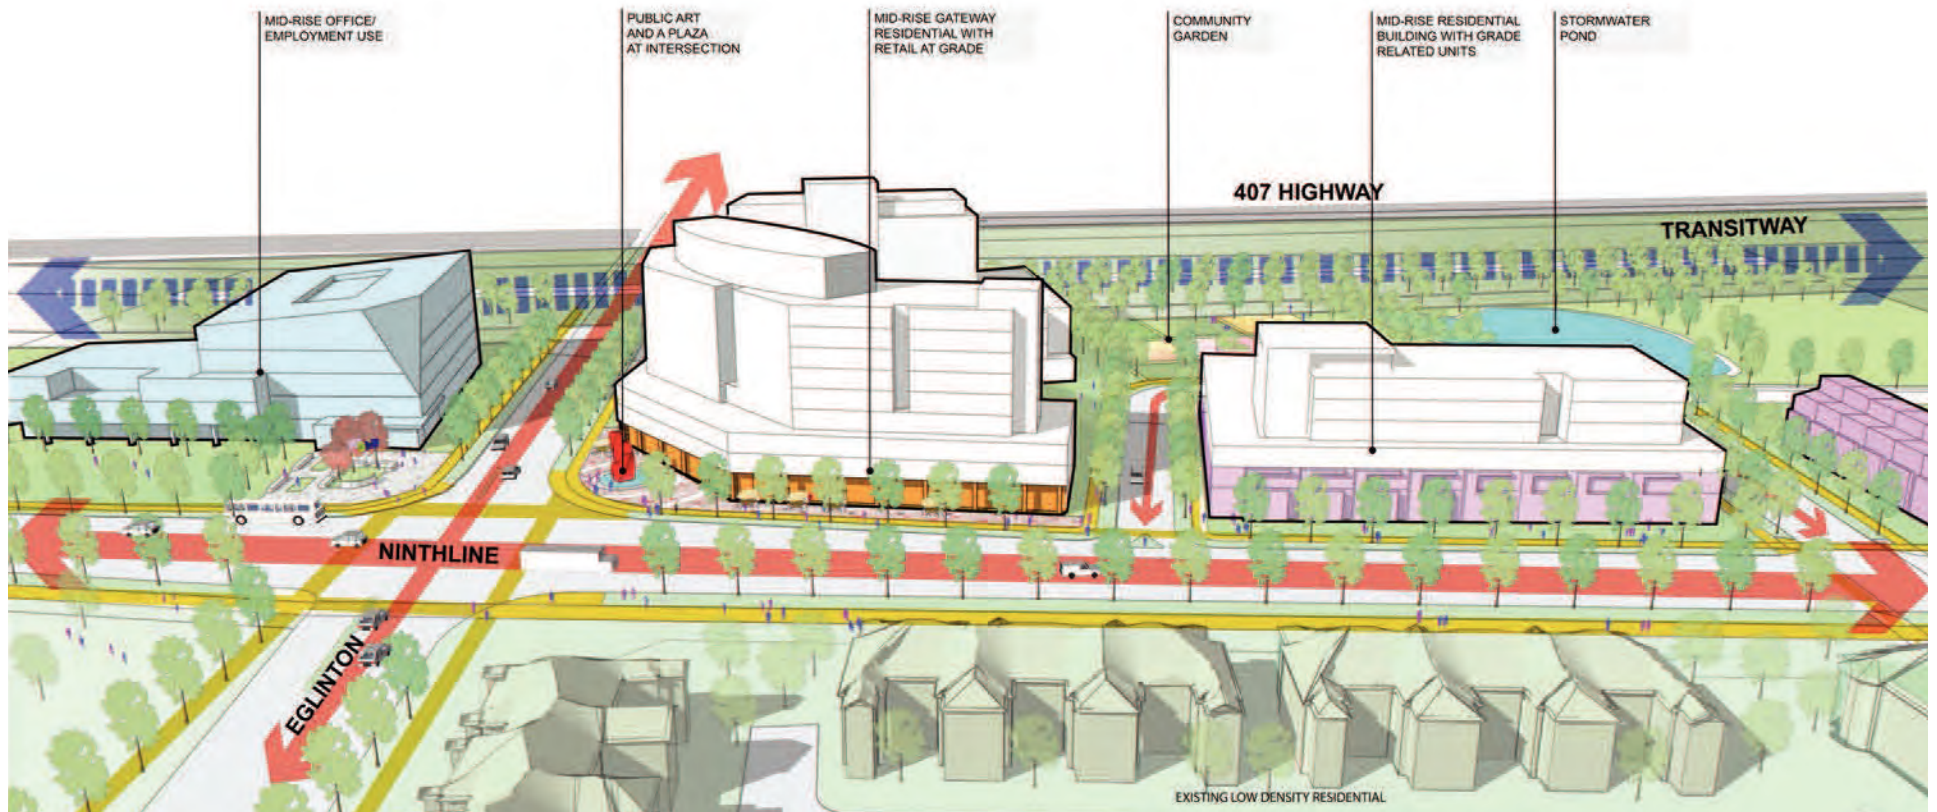 MID-RISE OFFICE/
EMPLOYMENT USE
PUBLIC ART
AND A PLAZA
AT INTERSECTION
MID-RISE GATEWAY
RESIDENTIAL WITH
RETAIL AT GRADE
COMMUNITY
GARDEN
MID-RISE RESIDENTIAL
BUILDING WITH GRADE
RELATED UNITS
STORMWATER
POND
407 HIGHWAY
TRANSITWAY
NINTHLINE
EGLINTON
EXISTING LOW DENSITY RESIDENTIAL